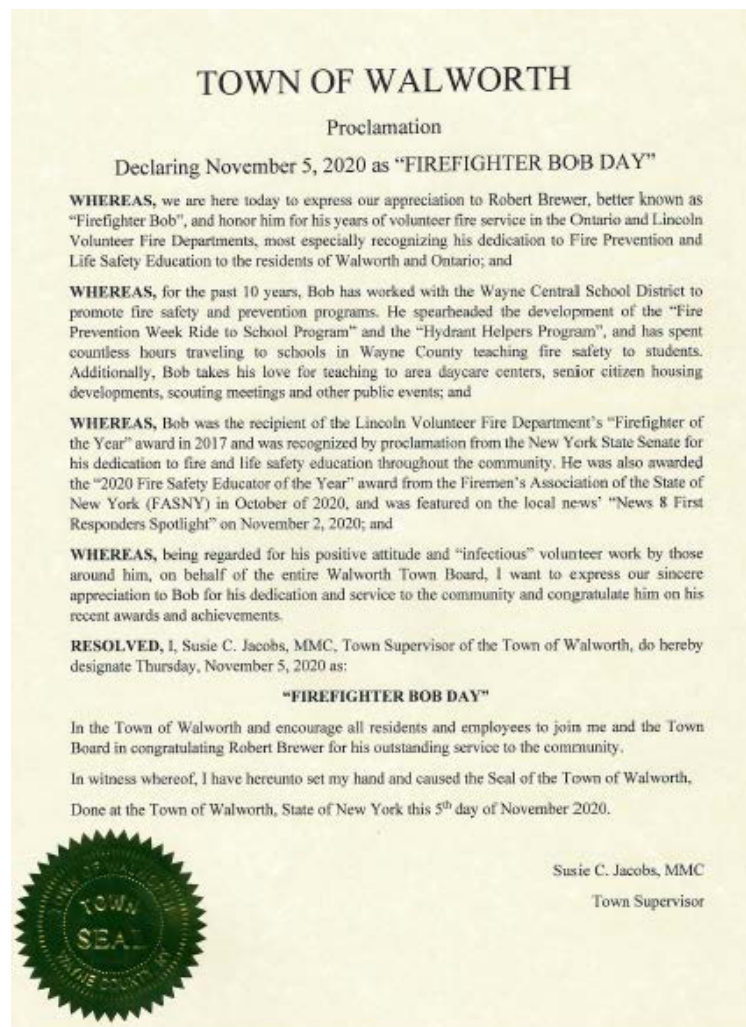 TOWN OF WALWORTH
Proclamation
Declaring November 5, 2020 as “FIREFIGHTER BOB DAY”
WHEREAS, we are here today to express our appreciation to Robert Brewer, better known as
“Firefighter Bob”, and honor him for his years of volunteer fire service in the Ontario and Lincoln
Volunteer Fire Departments, most especially recognizing his dedication to Fire Prevention and
Life Safety Education to the residents of Walworth and Ontario; and
WHEREAS, for the past 10 years, Bob has worked with the Wayne Central School District to
promote fire safety and prevention programs. He spearheaded the development of the “Fire
Prevention Week Ride to School Program” and the “Hydrant Helpers Program”, and has spent
countless hours traveling to schools in Wayne County teaching fire safety to students.
Additionally, Bob takes his love for teaching to area daycare centers, senior citizen housing
developments, scouting meetings and other public events; and
WHEREAS, Bob was the recipient of the Lincoln Volunteer Fire Department’s “Firefighter of
the Year” award in 2017 and was recognized by proclamation from the New York State Senate for
his dedication to fire and life safety education throughout the community. He was also awarded
the “2020 Fire Safety Educator of the Year” award from the Firemen’s Association of the State of
New York (FASNY) in October of 2020, and was featured on the local news’ “News 8 First
Responders Spotlight” on November 2, 2020; and
WHEREAS, being regarded for his positive attitude and “infectious” volunteer work by those
around him, on behalf of the entire Walworth Town Board, I want to express our sincere
appreciation to Bob for his dedication and service to the community and congratulate him on his
recent awards and achievements.
RESOLVED, I, Susie C. Jacobs, MMC, Town Supervisor of the Town of Walworth, do hereby
designate Thursday, November 5, 2020 as:
“FIREFIGHTER BOB DAY”
In the Town of Walworth and encourage all residents and employees to join me and the Town
Board in congratulating Robert Brewer for his outstanding service to the community.
In witness whereof, I have hereunto set my hand and caused the Seal of the Town of Walworth,
Done at the Town of Walworth, State of New York this 5th day of November 2020.
Susie C. Jacobs, MMC
Town Supervisor
TOWN OF WALWORTH
TOWN
SEAL
WAYNE COUNTY, NY